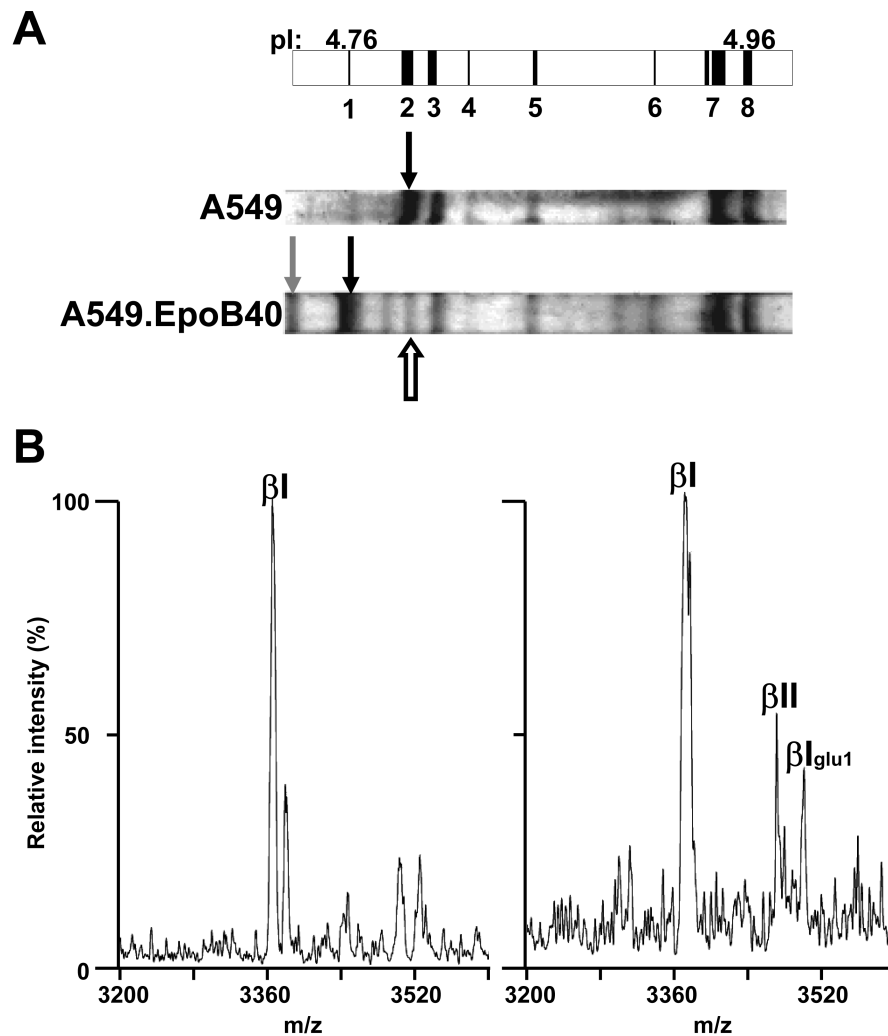 A
pI: 4.76 4.96
1 2 3 4 5 6 7 8
A549
A549.EpoB40
B
βI
100
50
0
Relative intensity (%)
3200 3360 3520
m/z
βI
βII
βIglu1
3200 3360 3520
m/z